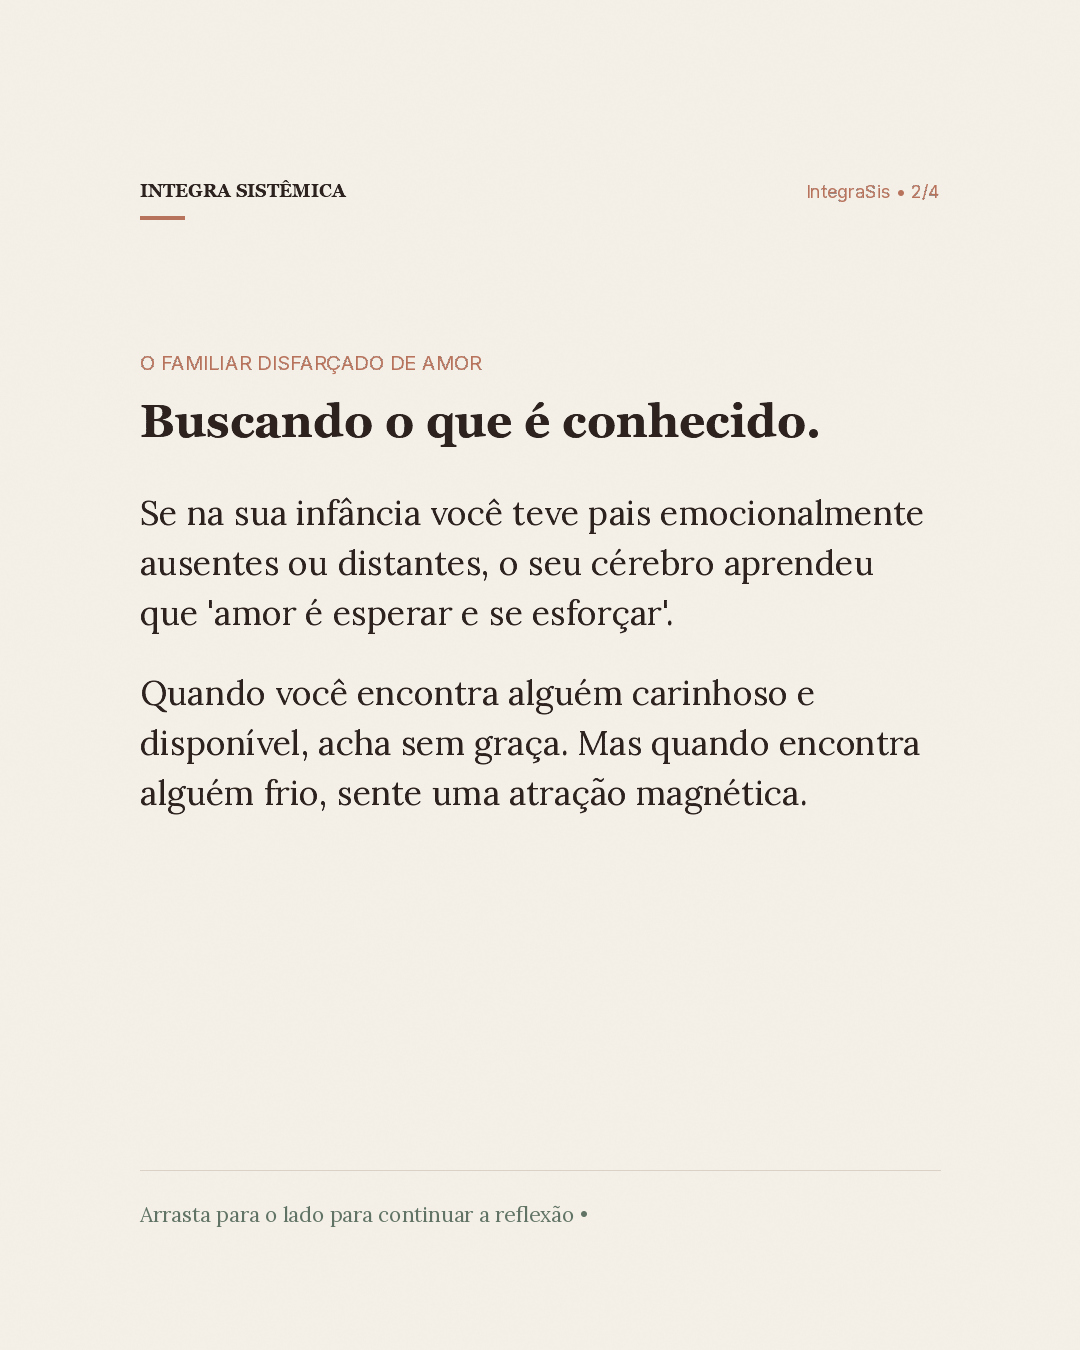 INTEGRA SISTÊMICA
IntegraSis • 2/4
O FAMILIAR DISFARÇADO DE AMOR
Buscando o que é conhecido.
Se na sua infância você teve pais emocionalmente
ausentes ou distantes, o seu cérebro aprendeu
que 'amor é esperar e se esforçar'.
Quando você encontra alguém carinhoso e
disponível, acha sem graça. Mas quando encontra
alguém frio, sente uma atração magnética.
Arrasta para o lado para continuar a reflexão •